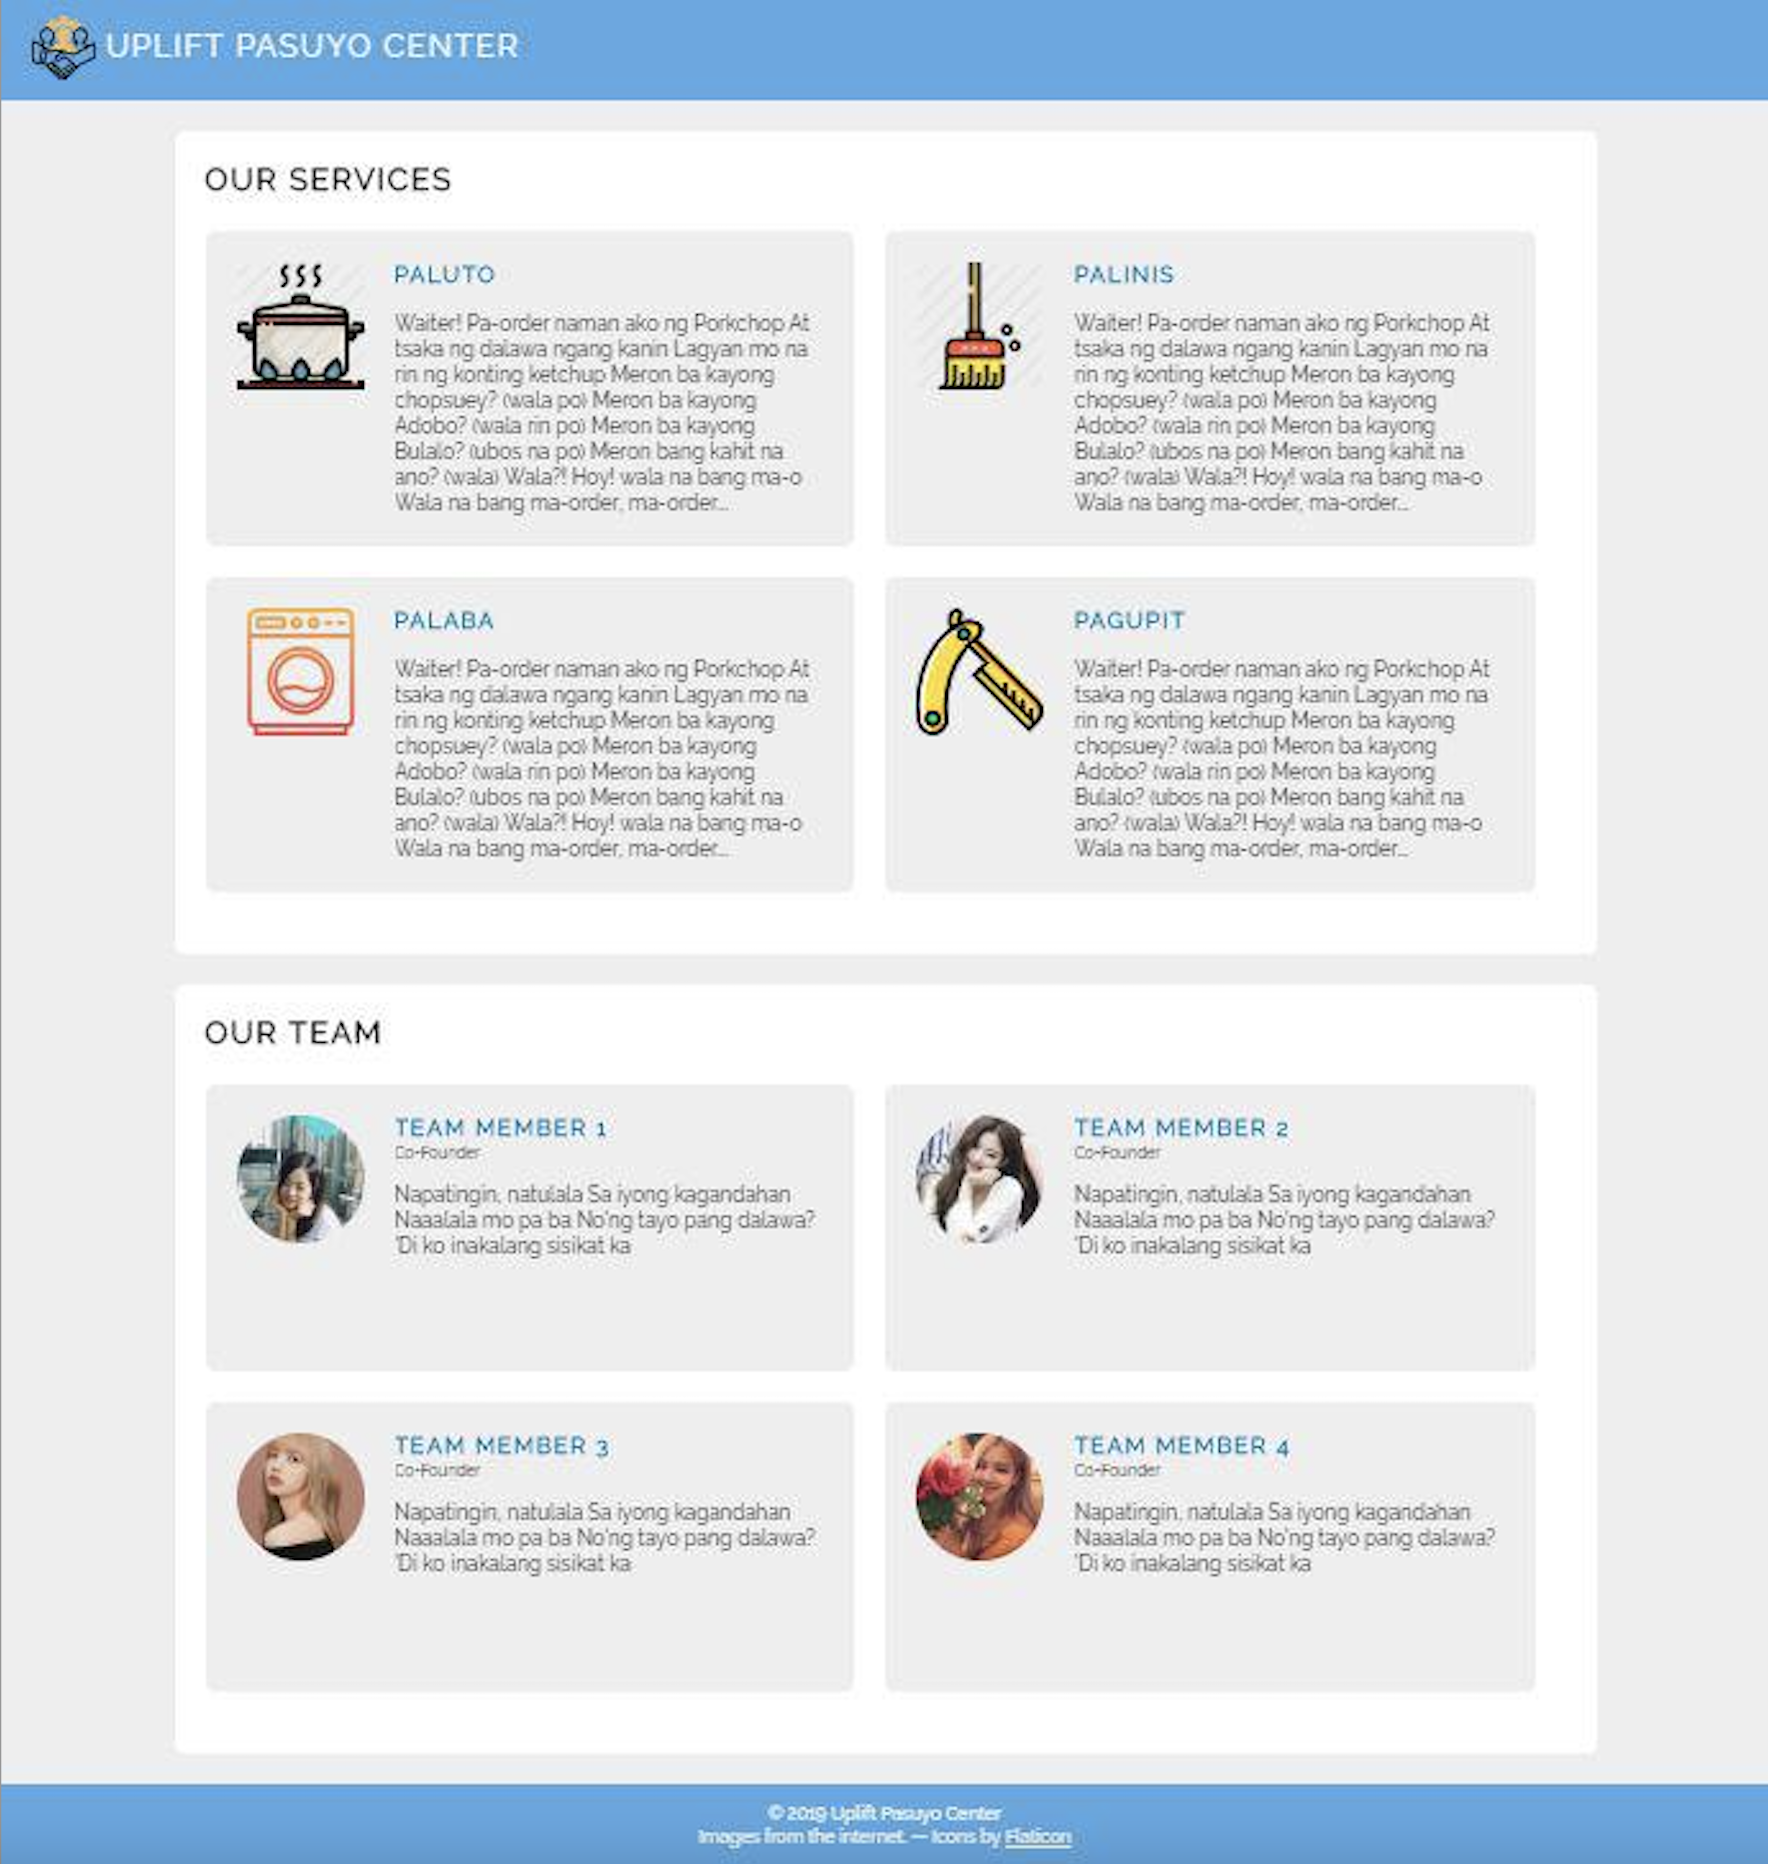 UPLIFT PASUYO CENTER
OUR SERVICES
PALUTO
Waiter! Pa-order naman ako ng Porkchop At
tsaka ng dalawa ngang kanin Lagyan mo na
rin ng konting ketchup Meron ba kayong
chopsuey? (wala po) Meron ba kayong
Adobo? (wala rin po) Meron ba kayong
Bulalo? (ubos na po) Meron bang kahit na
ano? (wala) Wala?! Hoy! wala na bang ma-o
Wala na bang ma-order, ma-order...
PALINIS
Waiter! Pa-order naman ako ng Porkchop At
tsaka ng dalawa ngang kanin Lagyan mo na
rin ng konting ketchup Meron ba kayong
chopsuey? (wala po) Meron ba kayong
Adobo? (wala rin po) Meron ba kayong
Bulalo? (ubos na po) Meron bang kahit na
ano? (wala) Wala?! Hoy! wala na bang ma-o
Wala na bang ma-order, ma-order...
PALABA
Waiter! Pa-order naman ako ng Porkchop At
tsaka ng dalawa ngang kanin Lagyan mo na
rin ng konting ketchup Meron ba kayong
chopsuey? (wala po) Meron ba kayong
Adobo? (wala rin po) Meron ba kayong
Bulalo? (ubos na po) Meron bang kahit na
ano? (wala) Wala?! Hoy! wala na bang ma-o
Wala na bang ma-order, ma-order...
PAGUPIT
Waiter! Pa-order naman ako ng Porkchop At
tsaka ng dalawa ngang kanin Lagyan mo na
rin ng konting ketchup Meron ba kayong
chopsuey? (wala po) Meron ba kayong
Adobo? (wala rin po) Meron ba kayong
Bulalo? (ubos na po) Meron bang kahit na
ano? (wala) Wala?! Hoy! wala na bang ma-o
Wala na bang ma-order, ma-order...
OUR TEAM
TEAM MEMBER 1
Co-Founder
Napatingin, natulala Sa iyong kagandahan
Naaalala mo pa ba No'ng tayo pang dalawa?
'Di ko inakalang sisikat ka
TEAM MEMBER 2
Co-Founder
Napatingin, natulala Sa iyong kagandahan
Naaalala mo pa ba No'ng tayo pang dalawa?
'Di ko inakalang sisikat ka
TEAM MEMBER 3
Co-Founder
Napatingin, natulala Sa iyong kagandahan
Naaalala mo pa ba No'ng tayo pang dalawa?
'Di ko inakalang sisikat ka
TEAM MEMBER 4
Co-Founder
Napatingin, natulala Sa iyong kagandahan
Naaalala mo pa ba No'ng tayo pang dalawa?
'Di ko inakalang sisikat ka
© 2019 Uplift Pasuyo Center
Images from the internet. — Icons by Flaticon